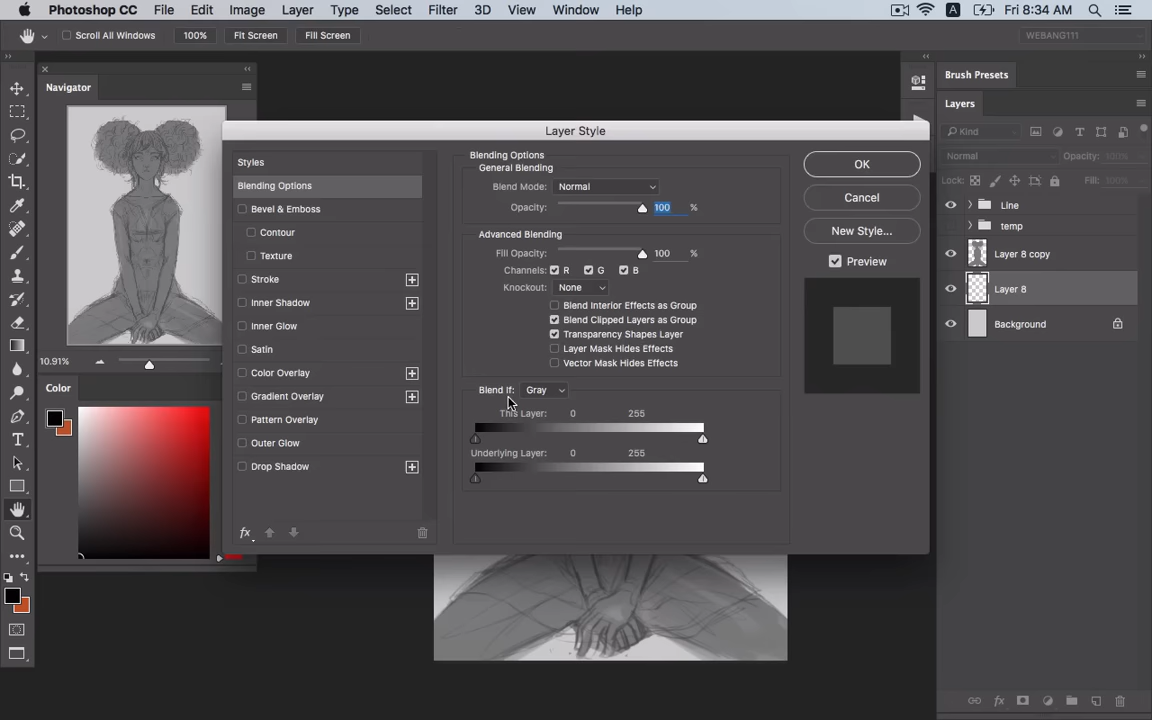 Photoshop CC File Edit Image Layer Type Select Filter 3D View Window Help A Fri 8:34 AM
Scroll All Windows 100% Fit Screen Fill Screen WEBANG111
Navigator
10.91%
Color
Layer Style
Styles
Blending Options
Bevel & Emboss
Contour
Texture
Stroke
Inner Shadow
Inner Glow
Satin
Color Overlay
Gradient Overlay
Pattern Overlay
Outer Glow
Drop Shadow
fx
Blending Options
General Blending
Blend Mode: Normal
Opacity: 100 %
Advanced Blending
Fill Opacity: 100 %
Channels: R G B
Knockout: None
Blend Interior Effects as Group
Blend Clipped Layers as Group
Transparency Shapes Layer
Layer Mask Hides Effects
Vector Mask Hides Effects
Blend If: Gray
This Layer: 0 255
Underlying Layer: 0 255
OK
Cancel
New Style...
Preview
Brush Presets
Layers
Kind
Normal Opacity: 100%
Lock: Fill: 100%
Line
temp
Layer 8 copy
Layer 8
Background
fx